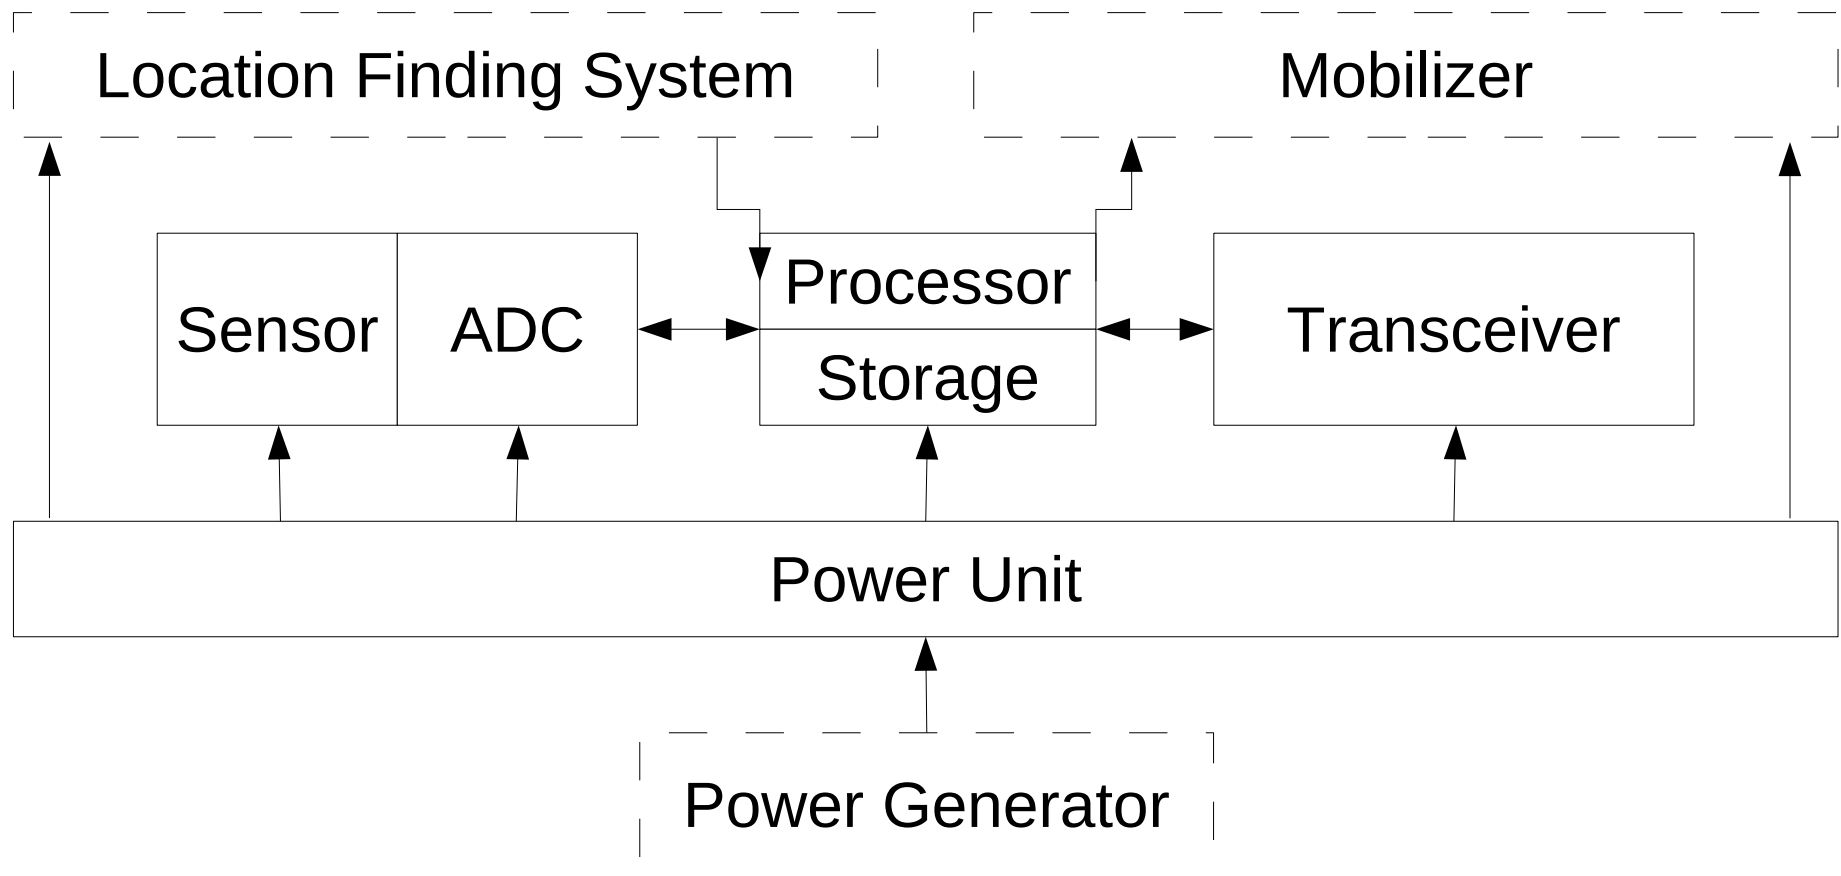 Location Finding System
Mobilizer
Processor
Sensor
ADC
Transceiver
Storage
Power Unit
Power Generator